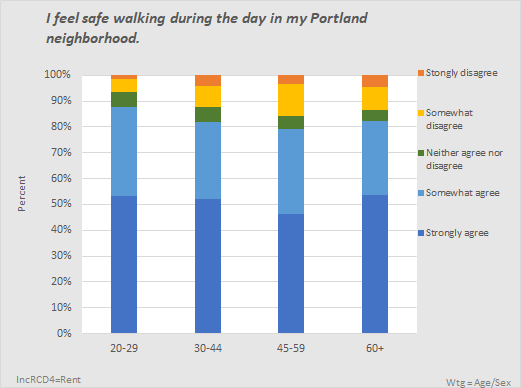 I feel safe walking during the day in my Portland
neighborhood.
100%
90%
80%
70%
60%
50%
40%
30%
20%
10%
0%
Percent
20-29
30-44
45-59
60+
Stongly disagree
Somewhat
disagree
Neither agree nor
disagree
Somewhat agree
Strongly agree
IncRCD4=Rent
Wtg = Age/Sex